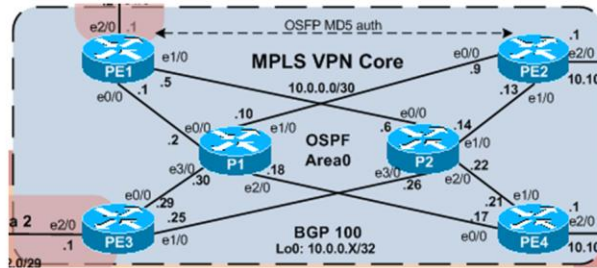 .2
e2/0
.1
OSFP MD5 auth
e2/0
.1
PE1
e1/0
MPLS VPN Core
e0/0
PE2
.5
.9
10.10
e0/0
.1
10.0.0.0/30
.13
e1/0
.10
e0/0
e0/0
e1/0
.6
.14
.2
OSPF
e1/0
P1
Area0
P2
e3/0
.18
e3/0
.22
.30
e2/0
.26
e2/0
e0/0
.29
.21
e1/0
a 2
e2/0
.25
.17
.1
.1
PE3
e1/0
BGP 100
e0/0
PE4
2.0/29
Lo0: 10.0.0.X/32
10.10